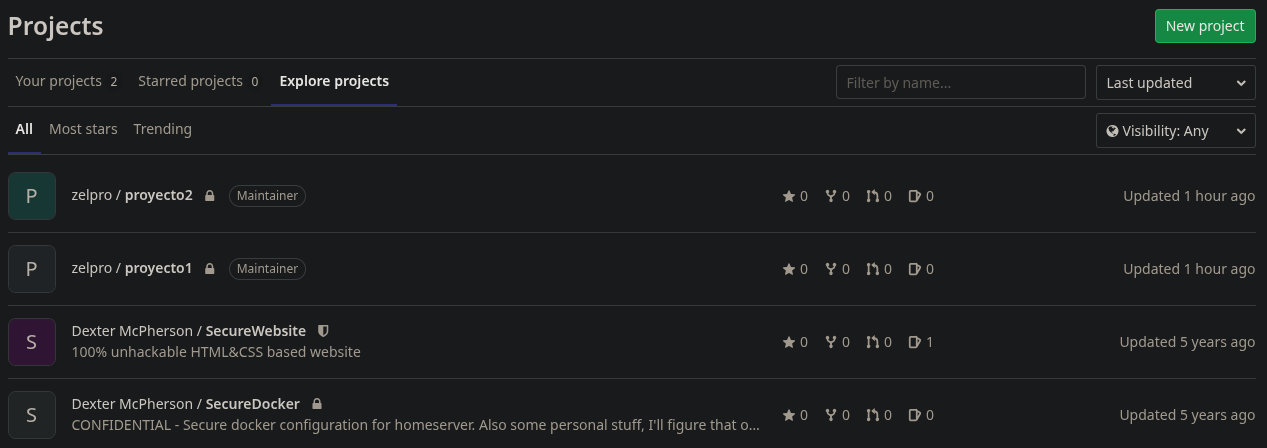 Projects
New project
Your projects 2 Starred projects 0 Explore projects
Filter by name...
Last updated
All Most stars Trending
Visibility: Any
P
zelpro / proyecto2 Maintainer
0 0 0 0
Updated 1 hour ago
P
zelpro / proyecto1 Maintainer
0 0 0 0
Updated 1 hour ago
S
Dexter McPherson / SecureWebsite
100% unhackable HTML&CSS based website
0 0 0 1
Updated 5 years ago
S
Dexter McPherson / SecureDocker
CONFIDENTIAL - Secure docker configuration for homeserver. Also some personal stuff, I'll figure that o...
0 0 0 0
Updated 5 years ago